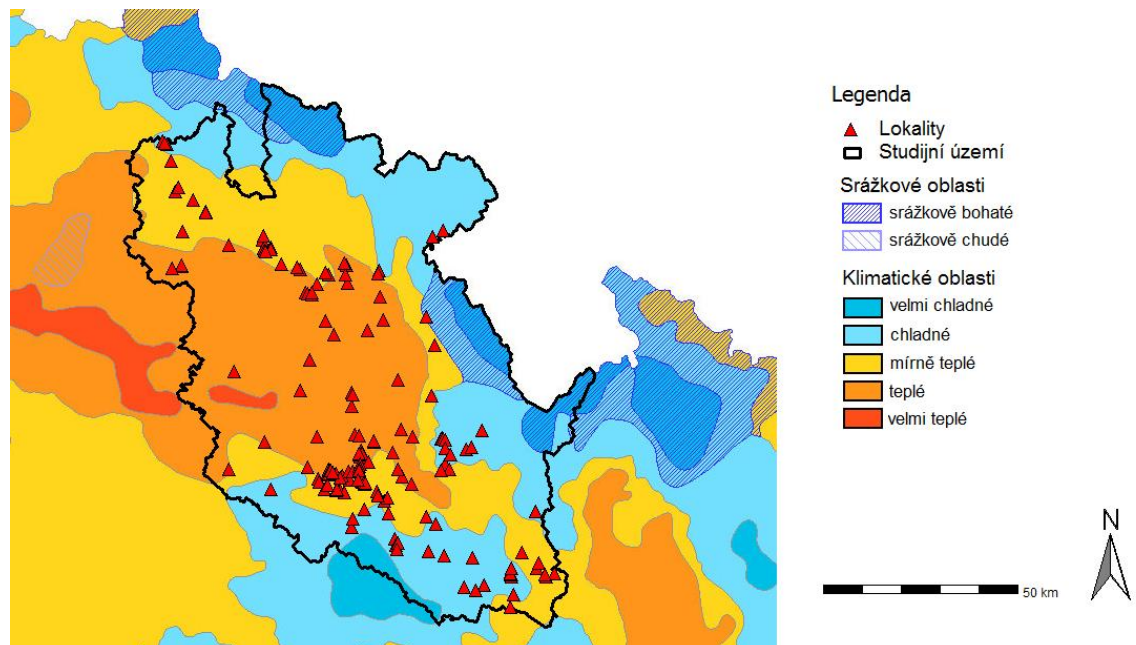 Legenda
Lokality
Studijní území
Srážkové oblasti
srážkově bohaté
srážkově chudé
Klimatické oblasti
velmi chladné
chladné
mírně teplé
teplé
velmi teplé
N
50 km